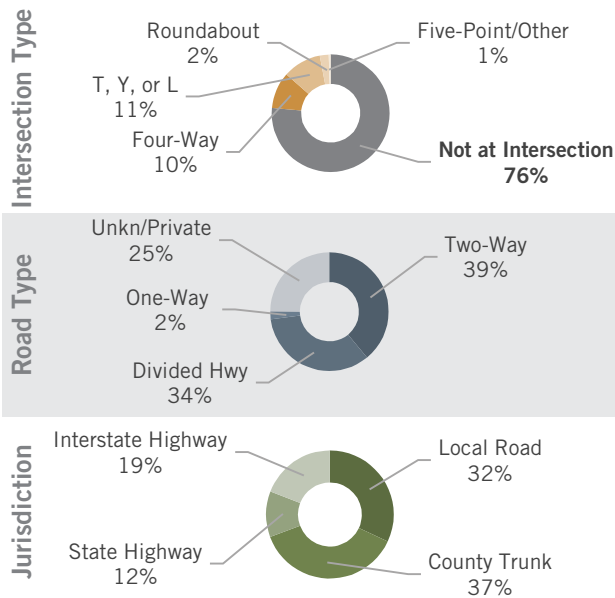 Intersection Type
Roundabout
2%
Five-Point/Other
1%
T, Y, or L
11%
Four-Way
10%
Not at Intersection
76%
Road Type
Unkn/Private
25%
Two-Way
39%
One-Way
2%
Divided Hwy
34%
Jurisdiction
Interstate Highway
19%
Local Road
32%
State Highway
12%
County Trunk
37%